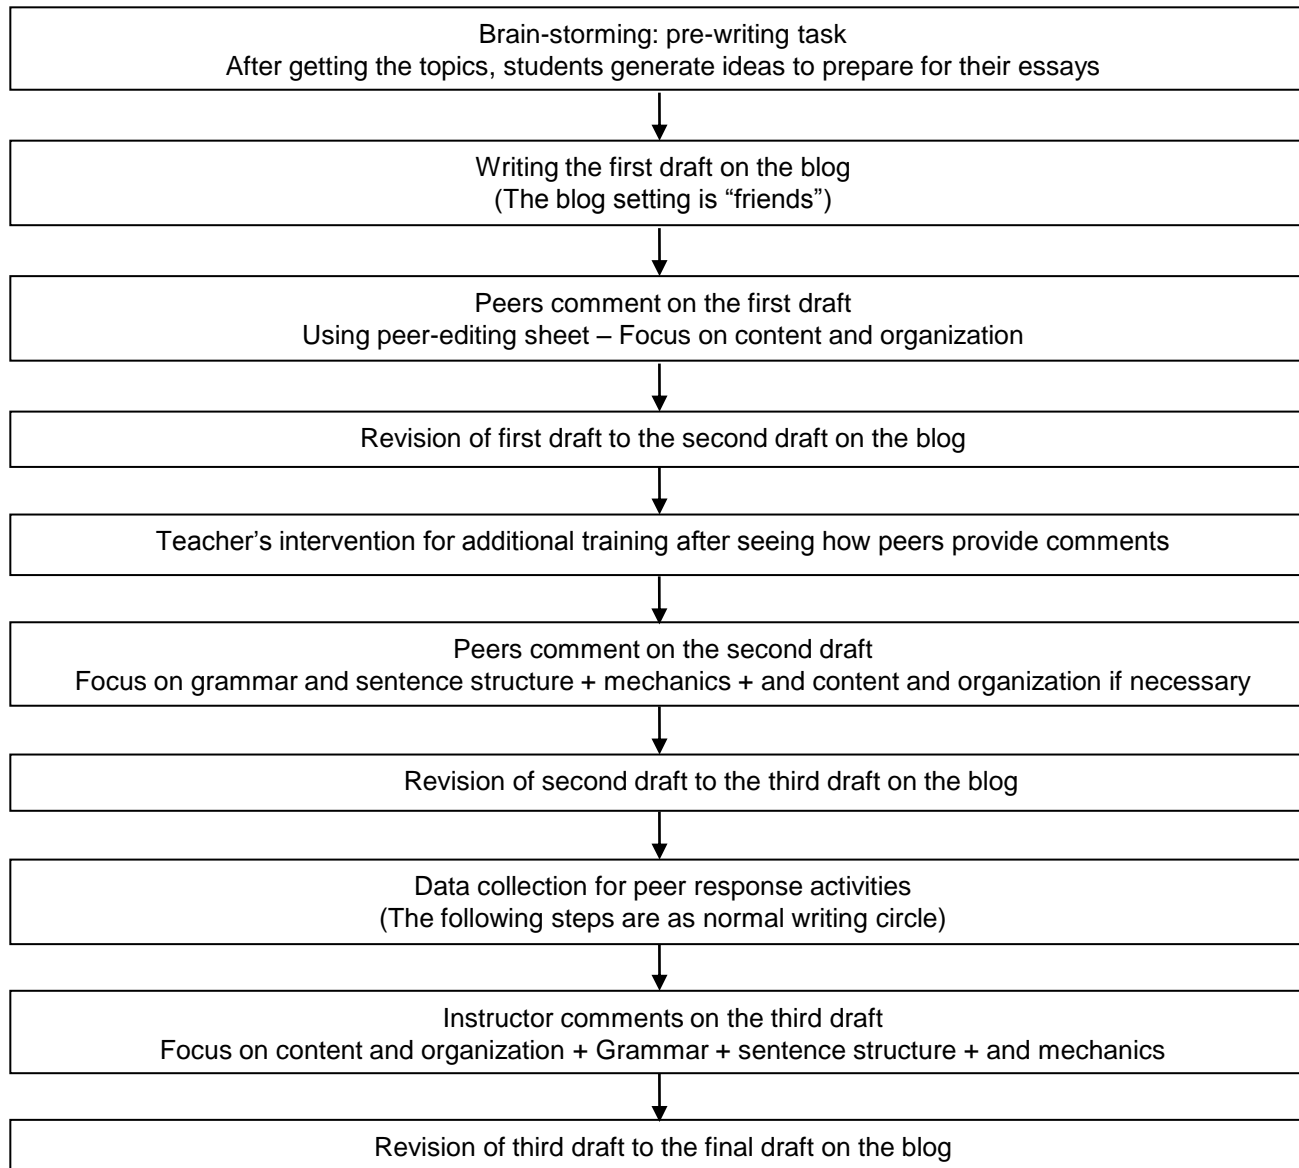 Brain-storming: pre-writing task
After getting the topics, students generate ideas to prepare for their essays
Writing the first draft on the blog
(The blog setting is “friends”)
Peers comment on the first draft
Using peer-editing sheet – Focus on content and organization
Revision of first draft to the second draft on the blog
Teacher’s intervention for additional training after seeing how peers provide comments
Peers comment on the second draft
Focus on grammar and sentence structure + mechanics + and content and organization if necessary
Revision of second draft to the third draft on the blog
Data collection for peer response activities
(The following steps are as normal writing circle)
Instructor comments on the third draft
Focus on content and organization + Grammar + sentence structure + and mechanics
Revision of third draft to the final draft on the blog